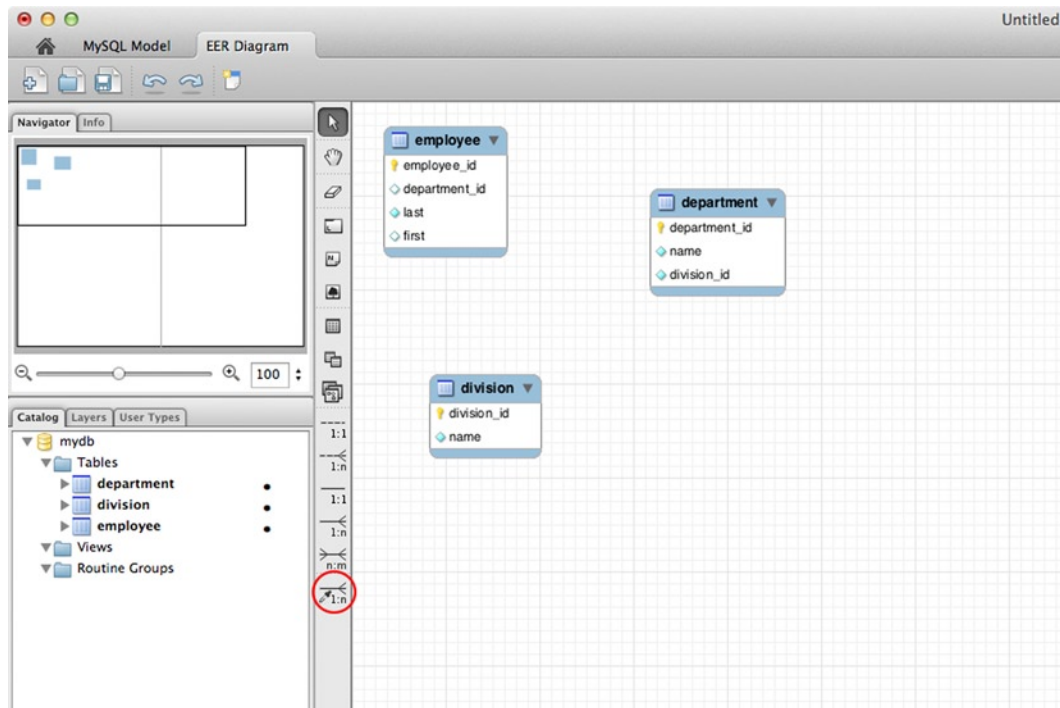 Untitled
MySQL Model EER Diagram
Navigator Info
100
Catalog Layers User Types
mydb
Tables
department
division
employee
Views
Routine Groups
1:1
1:n
1:1
1:n
n:m
1:n
employee
employee_id
department_id
last
first
department
department_id
name
division_id
division
division_id
name